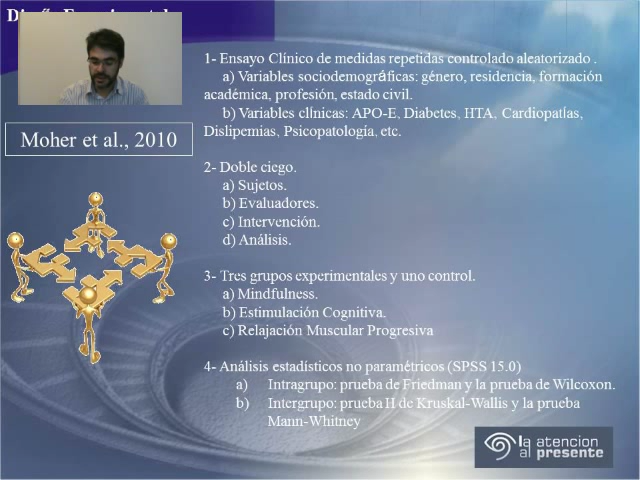 1- Ensayo Clínico de medidas repetidas controlado aleatorizado .
a) Variables sociodemográficas: género, residencia, formación
académica, profesión, estado civil.
b) Variables clínicas: APO-E, Diabetes, HTA, Cardiopatías,
Dislipemias, Psicopatología, etc.
Moher et al., 2010
2- Doble ciego.
a) Sujetos.
b) Evaluadores.
c) Intervención.
d) Análisis.
3- Tres grupos experimentales y uno control.
a) Mindfulness.
b) Estimulación Cognitiva.
c) Relajación Muscular Progresiva
4- Análisis estadísticos no paramétricos (SPSS 15.0)
a) Intragrupo: prueba de Friedman y la prueba de Wilcoxon.
b) Intergrupo: prueba H de Kruskal-Wallis y la prueba
Mann-Whitney
la atencion
al presente